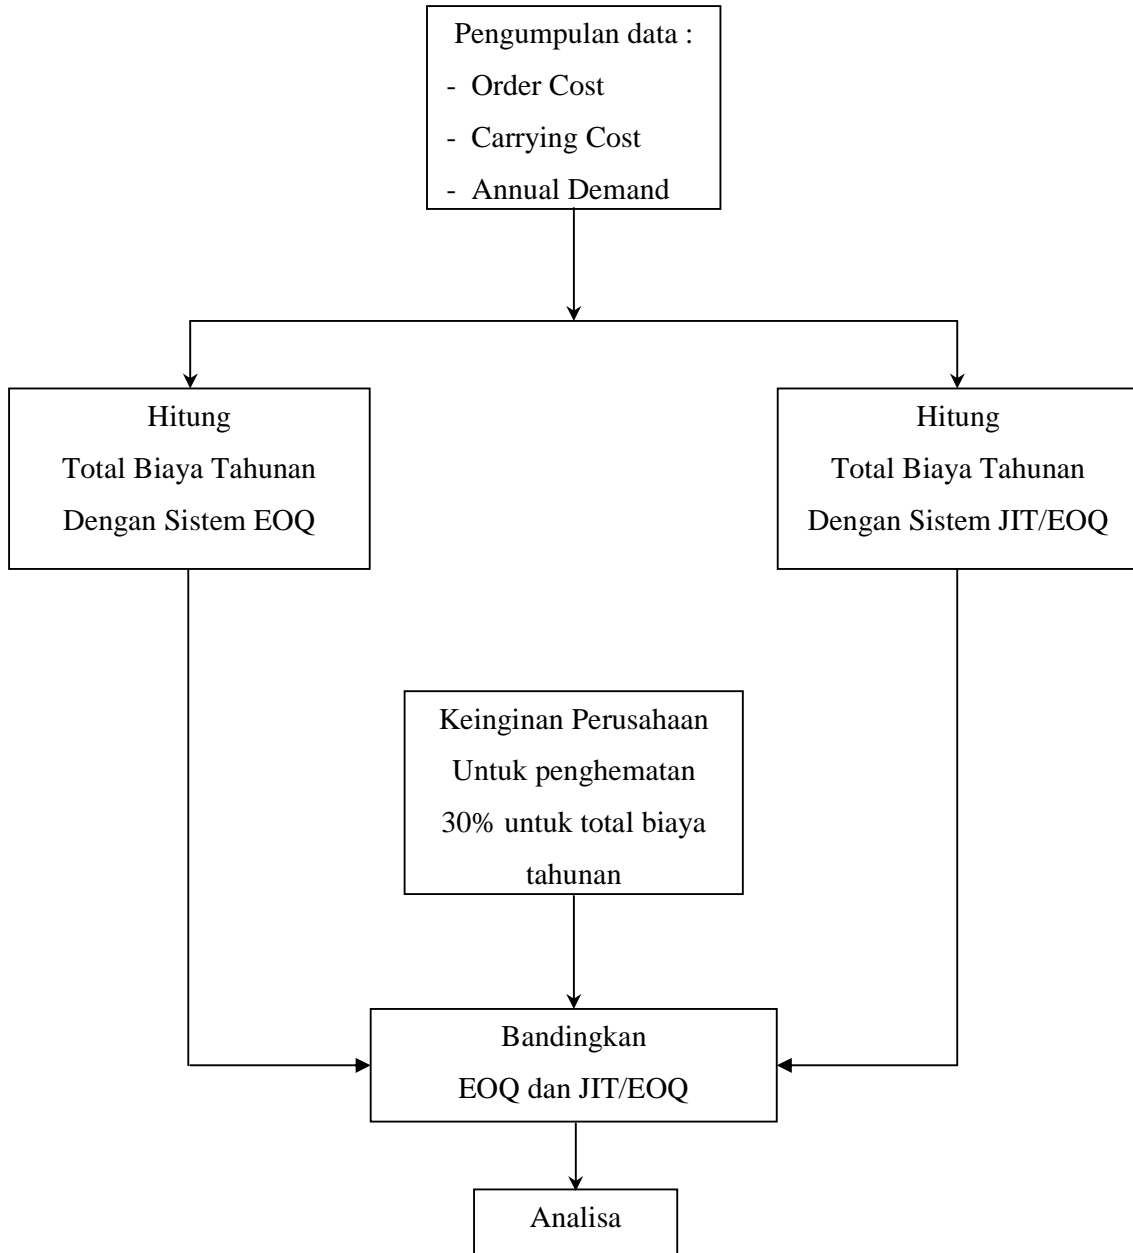 Pengumpulan data :
- Order Cost
- Carrying Cost
- Annual Demand
Hitung
Total Biaya Tahunan
Dengan Sistem EOQ
Hitung
Total Biaya Tahunan
Dengan Sistem JIT/EOQ
Keinginan Perusahaan
Untuk penghematan
30% untuk total biaya
tahunan
Bandingkan
EOQ dan JIT/EOQ
Analisa